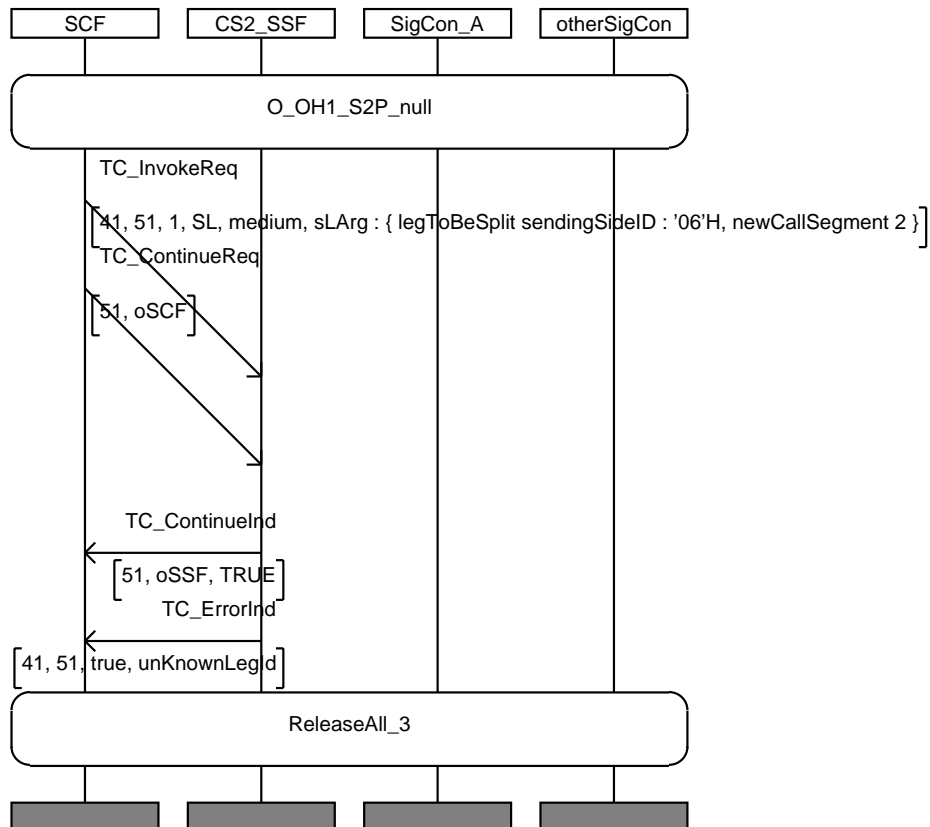 SCF CS2_SSF SigCon_A otherSigCon
O_OH1_S2P_null
TC_InvokeReq
41, 51, 1, SL, medium, sLArg : { legToBeSplit sendingSideID : '06'H, newCallSegment 2 }
TC_ContinueReq
51, oSCF
TC_ContinueInd
51, oSSF, TRUE
TC_ErrorInd
41, 51, true, unKnownLegId
ReleaseAll_3